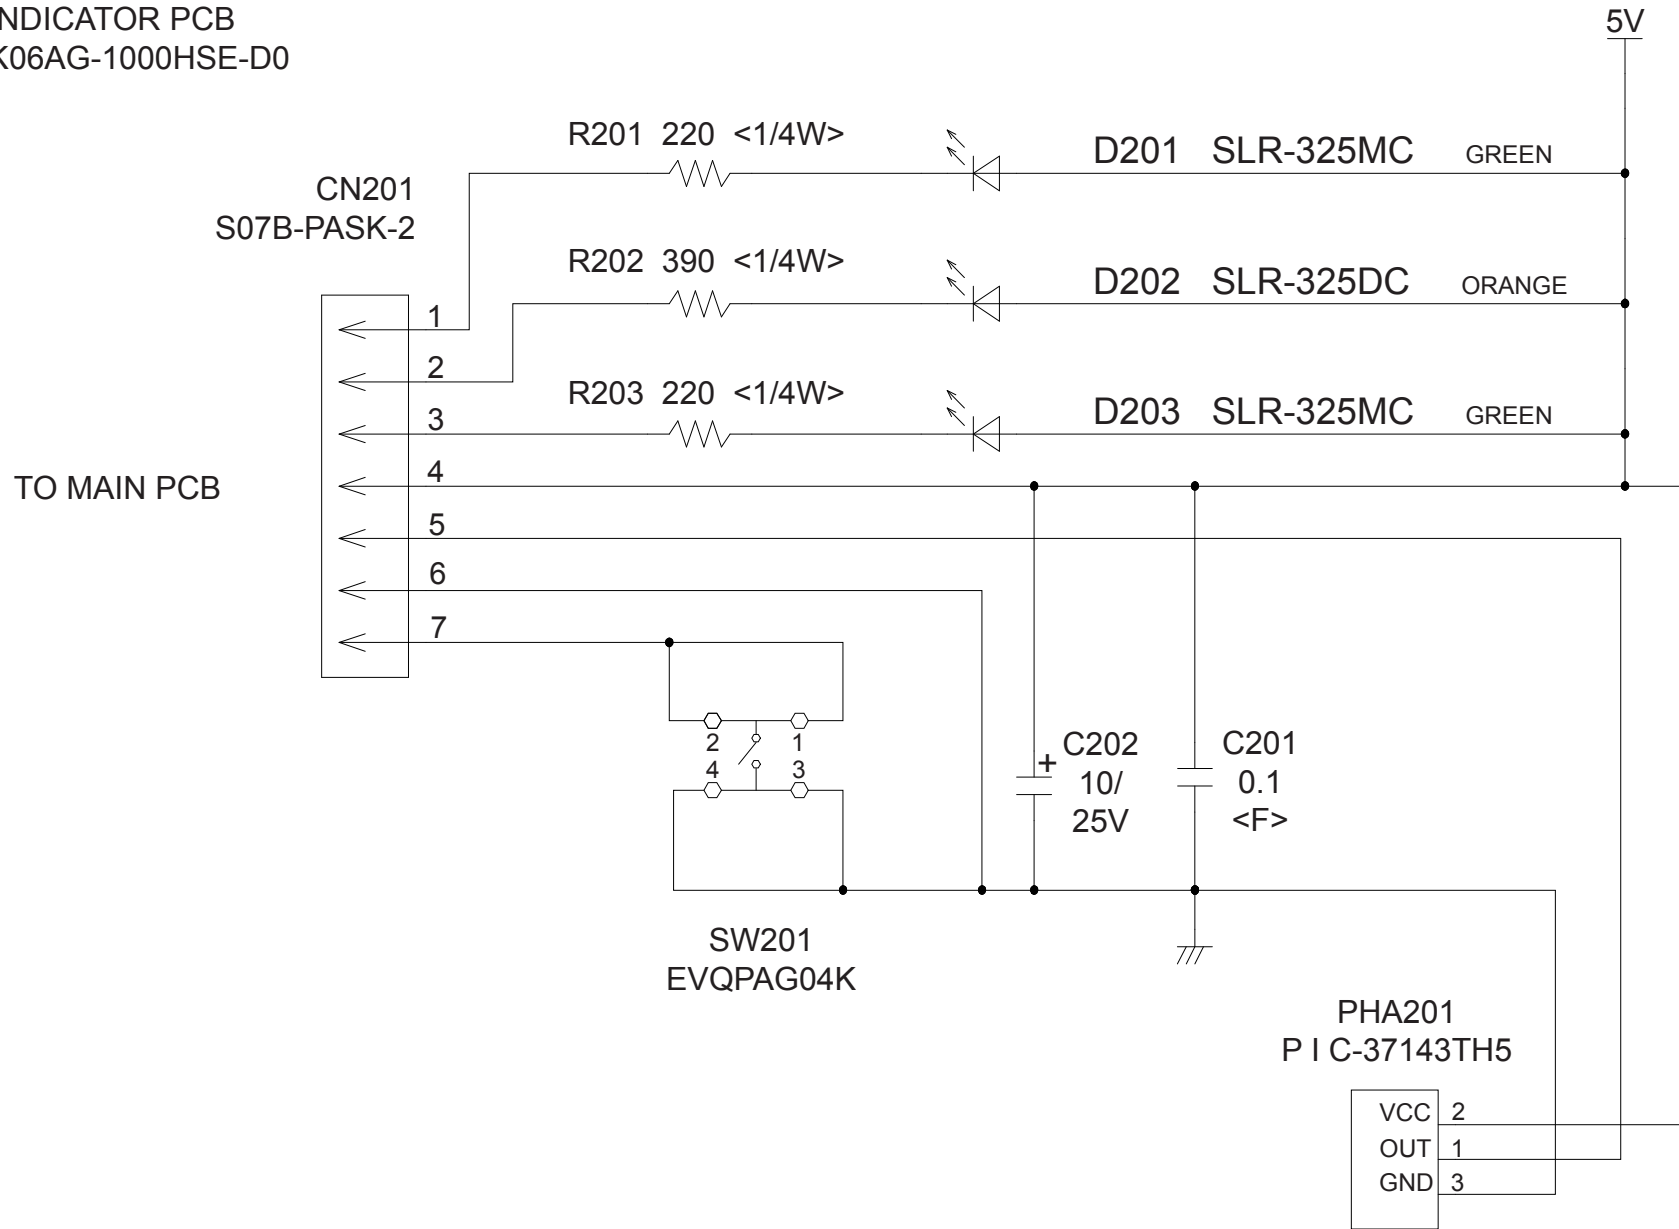 NDICATOR PCB
K06AG-1000HSE-D0
5V
R201 220 <1/4W>
D201 SLR-325MC GREEN
CN201
S07B-PASK-2
R202 390 <1/4W>
D202 SLR-325DC ORANGE
1
2
R203 220 <1/4W>
D203 SLR-325MC GREEN
3
4
TO MAIN PCB
5
6
7
2 1
4 3
+ C202
10/
25V
C201
0.1
<F>
SW201
EVQPAG04K
PHA201
P I C-37143TH5
VCC 2
OUT 1
GND 3